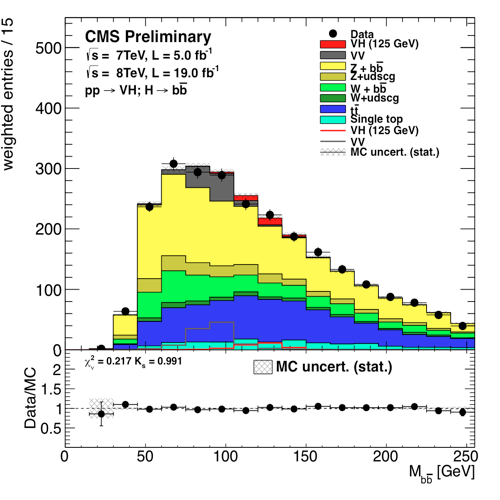 CMS Preliminary
√s = 7TeV, L = 5.0 fb⁻¹
√s = 8TeV, L = 19.0 fb⁻¹
pp → VH; H → bb̅
Data
VH (125 GeV)
VV
Z + bb̅
Z+udscg
W + bb̅
W+udscg
tt̅
Single top
VH (125 GeV)
VV
MC uncert. (stat.)
weighted entries / 15
500
400
300
200
100
0
χ²ᵥ = 0.217 Kₛ = 0.991
MC uncert. (stat.)
Data/MC
2
1.5
1
0.5
0 50 100 150 200 250
M_bb̅ [GeV]